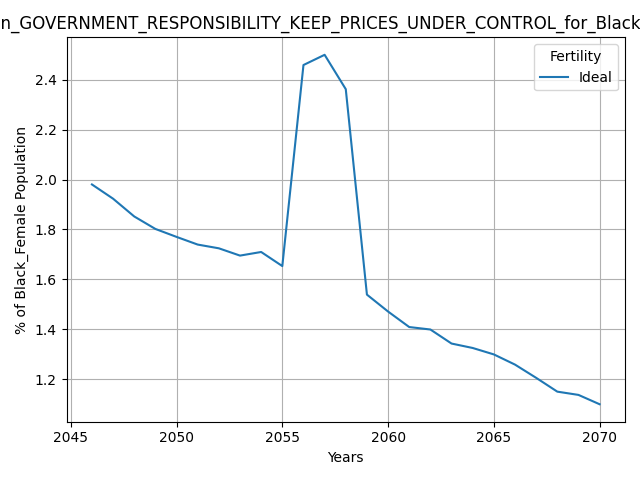 n_GOVERNMENT_RESPONSIBILITY_KEEP_PRICES_UNDER_CONTROL_for_Black
Fertility
Ideal
% of Black_Female Population
2.4
2.2
2.0
1.8
1.6
1.4
1.2
2045 2050 2055 2060 2065 2070
Years